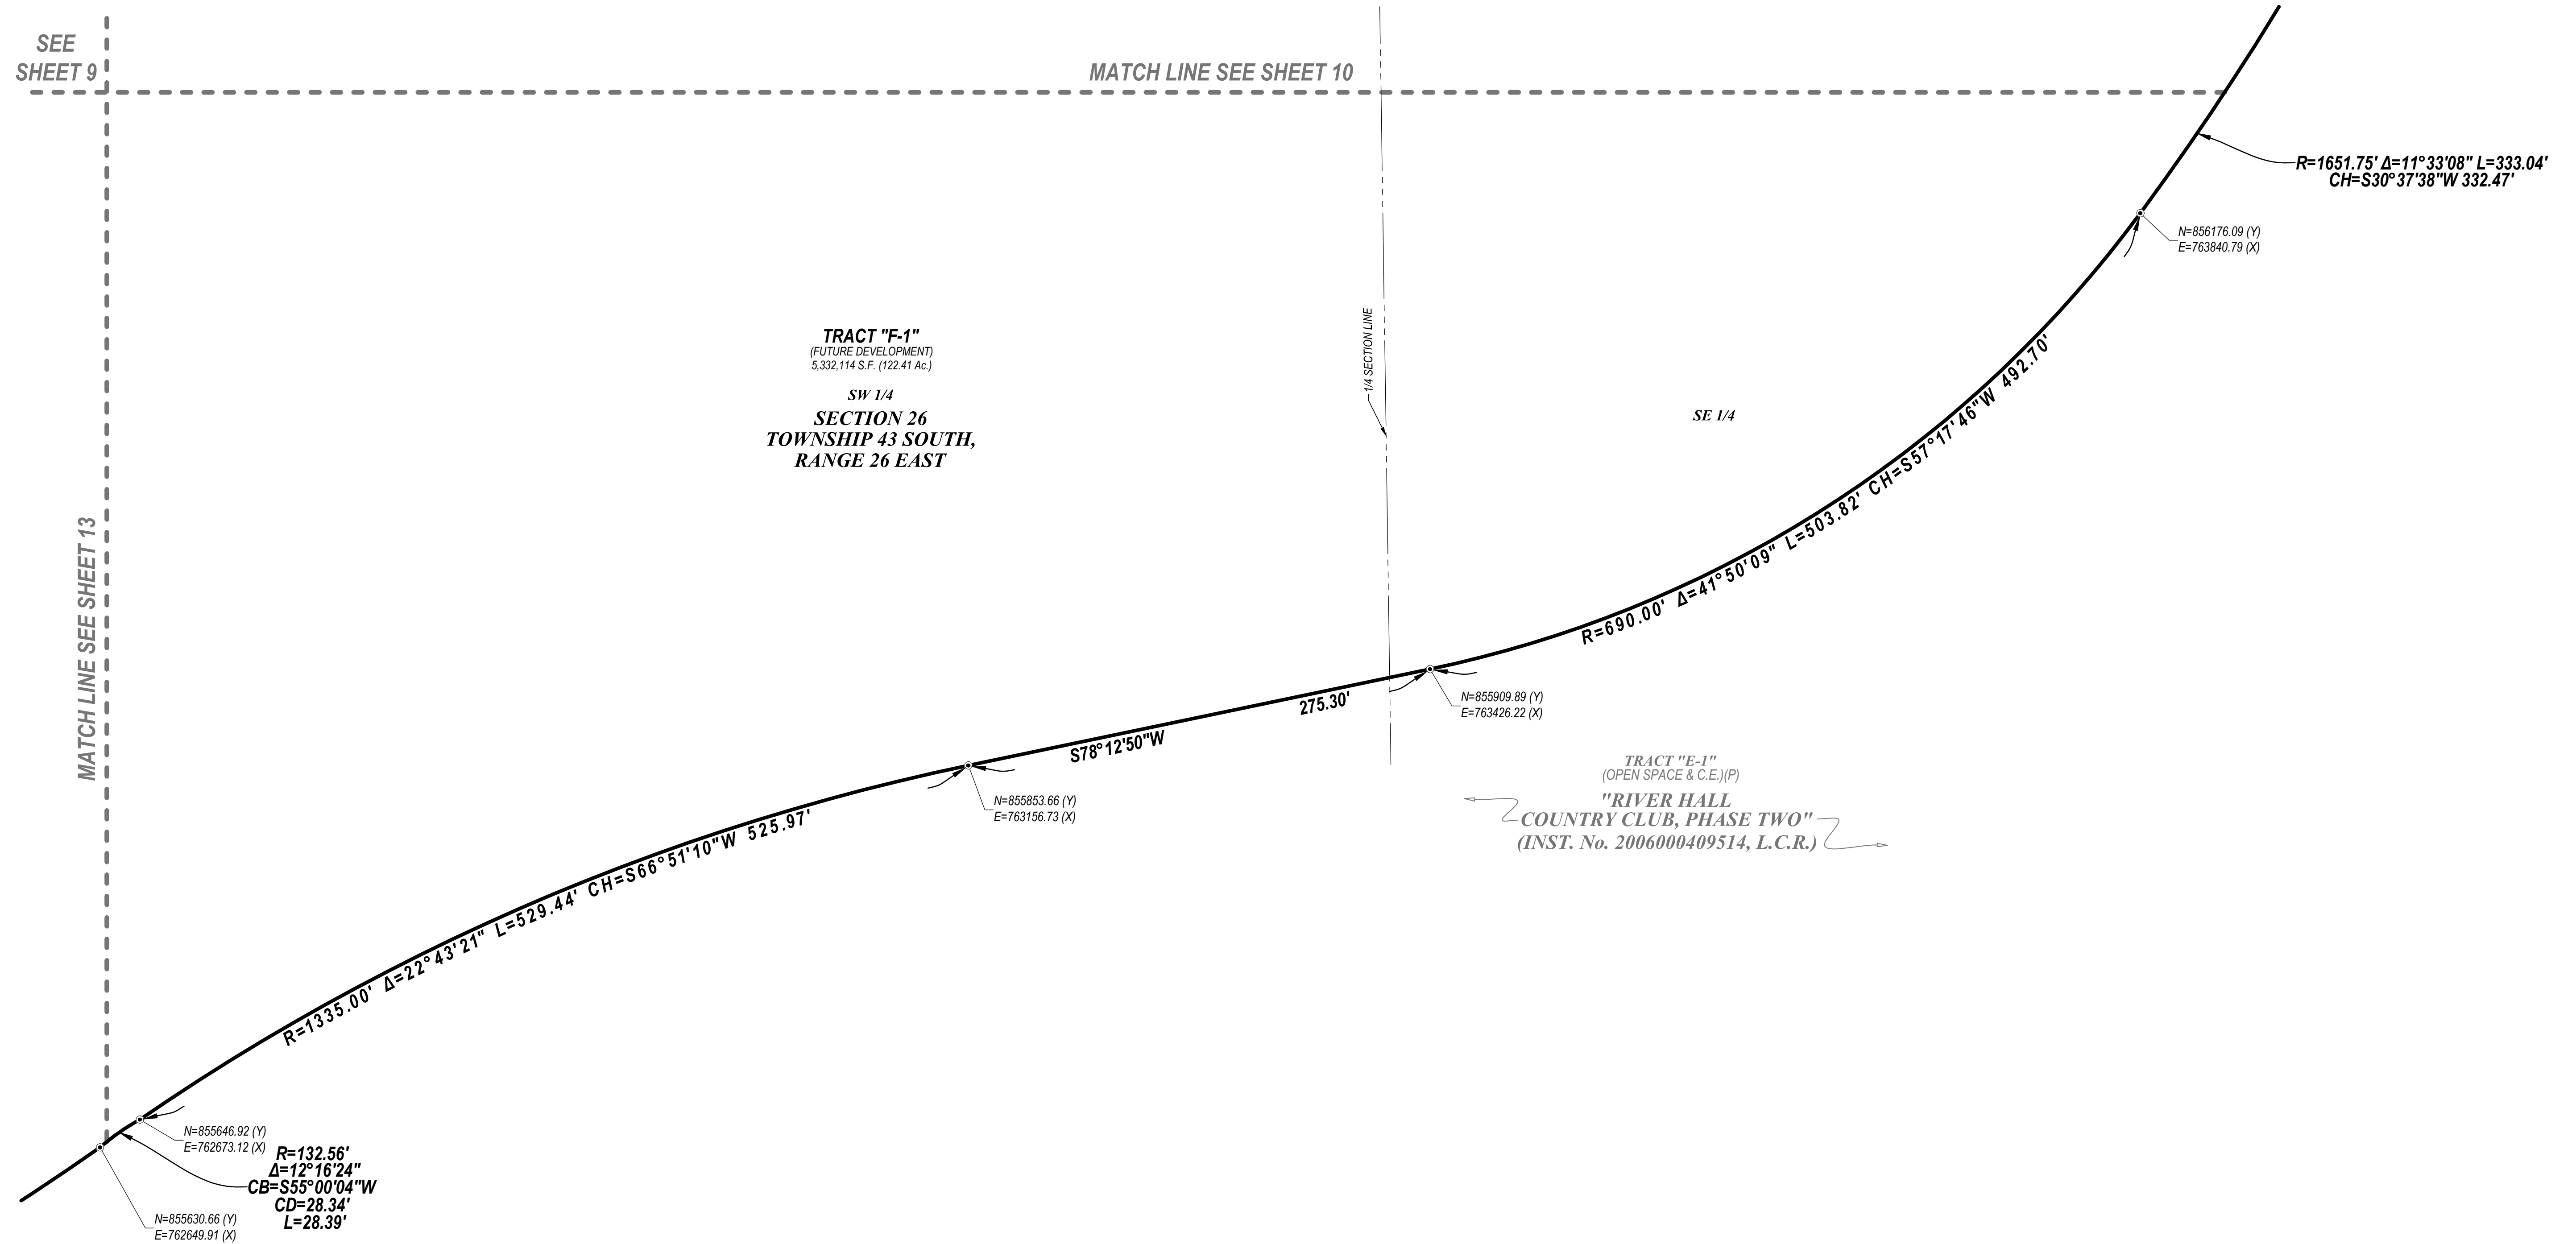 SEE
SHEET 9
MATCH LINE SEE SHEET 10
R=1651.75' Δ=11°33'08" L=333.04'
CH=S30°37'38"W 332.47'
N=856176.09 (Y)
E=763840.79 (X)
1/4 SECTION LINE
TRACT "F-1"
(FUTURE DEVELOPMENT)
5,332,114 S.F. (122.41 Ac.)
SW 1/4
SECTION 26
TOWNSHIP 43 SOUTH,
RANGE 26 EAST
SE 1/4
R=690.00' Δ=41°50'09" L=503.82' CH=S57°17'46"W 492.70'
MATCH LINE SEE SHEET 13
N=855909.89 (Y)
E=763426.22 (X)
S78°12'50"W 275.30'
N=855853.66 (Y)
E=763156.73 (X)
TRACT "E-1"
(OPEN SPACE & C.E.)(P)
"RIVER HALL
COUNTRY CLUB, PHASE TWO"
(INST. No. 2006000409514, L.C.R.)
R=1335.00' Δ=22°43'21" L=529.44' CH=S66°51'10"W 525.97'
N=855646.92 (Y)
E=762673.12 (X)
R=132.56'
Δ=12°16'24"
CB=S55°00'04"W
CD=28.34'
L=28.39'
N=855630.66 (Y)
E=762649.91 (X)